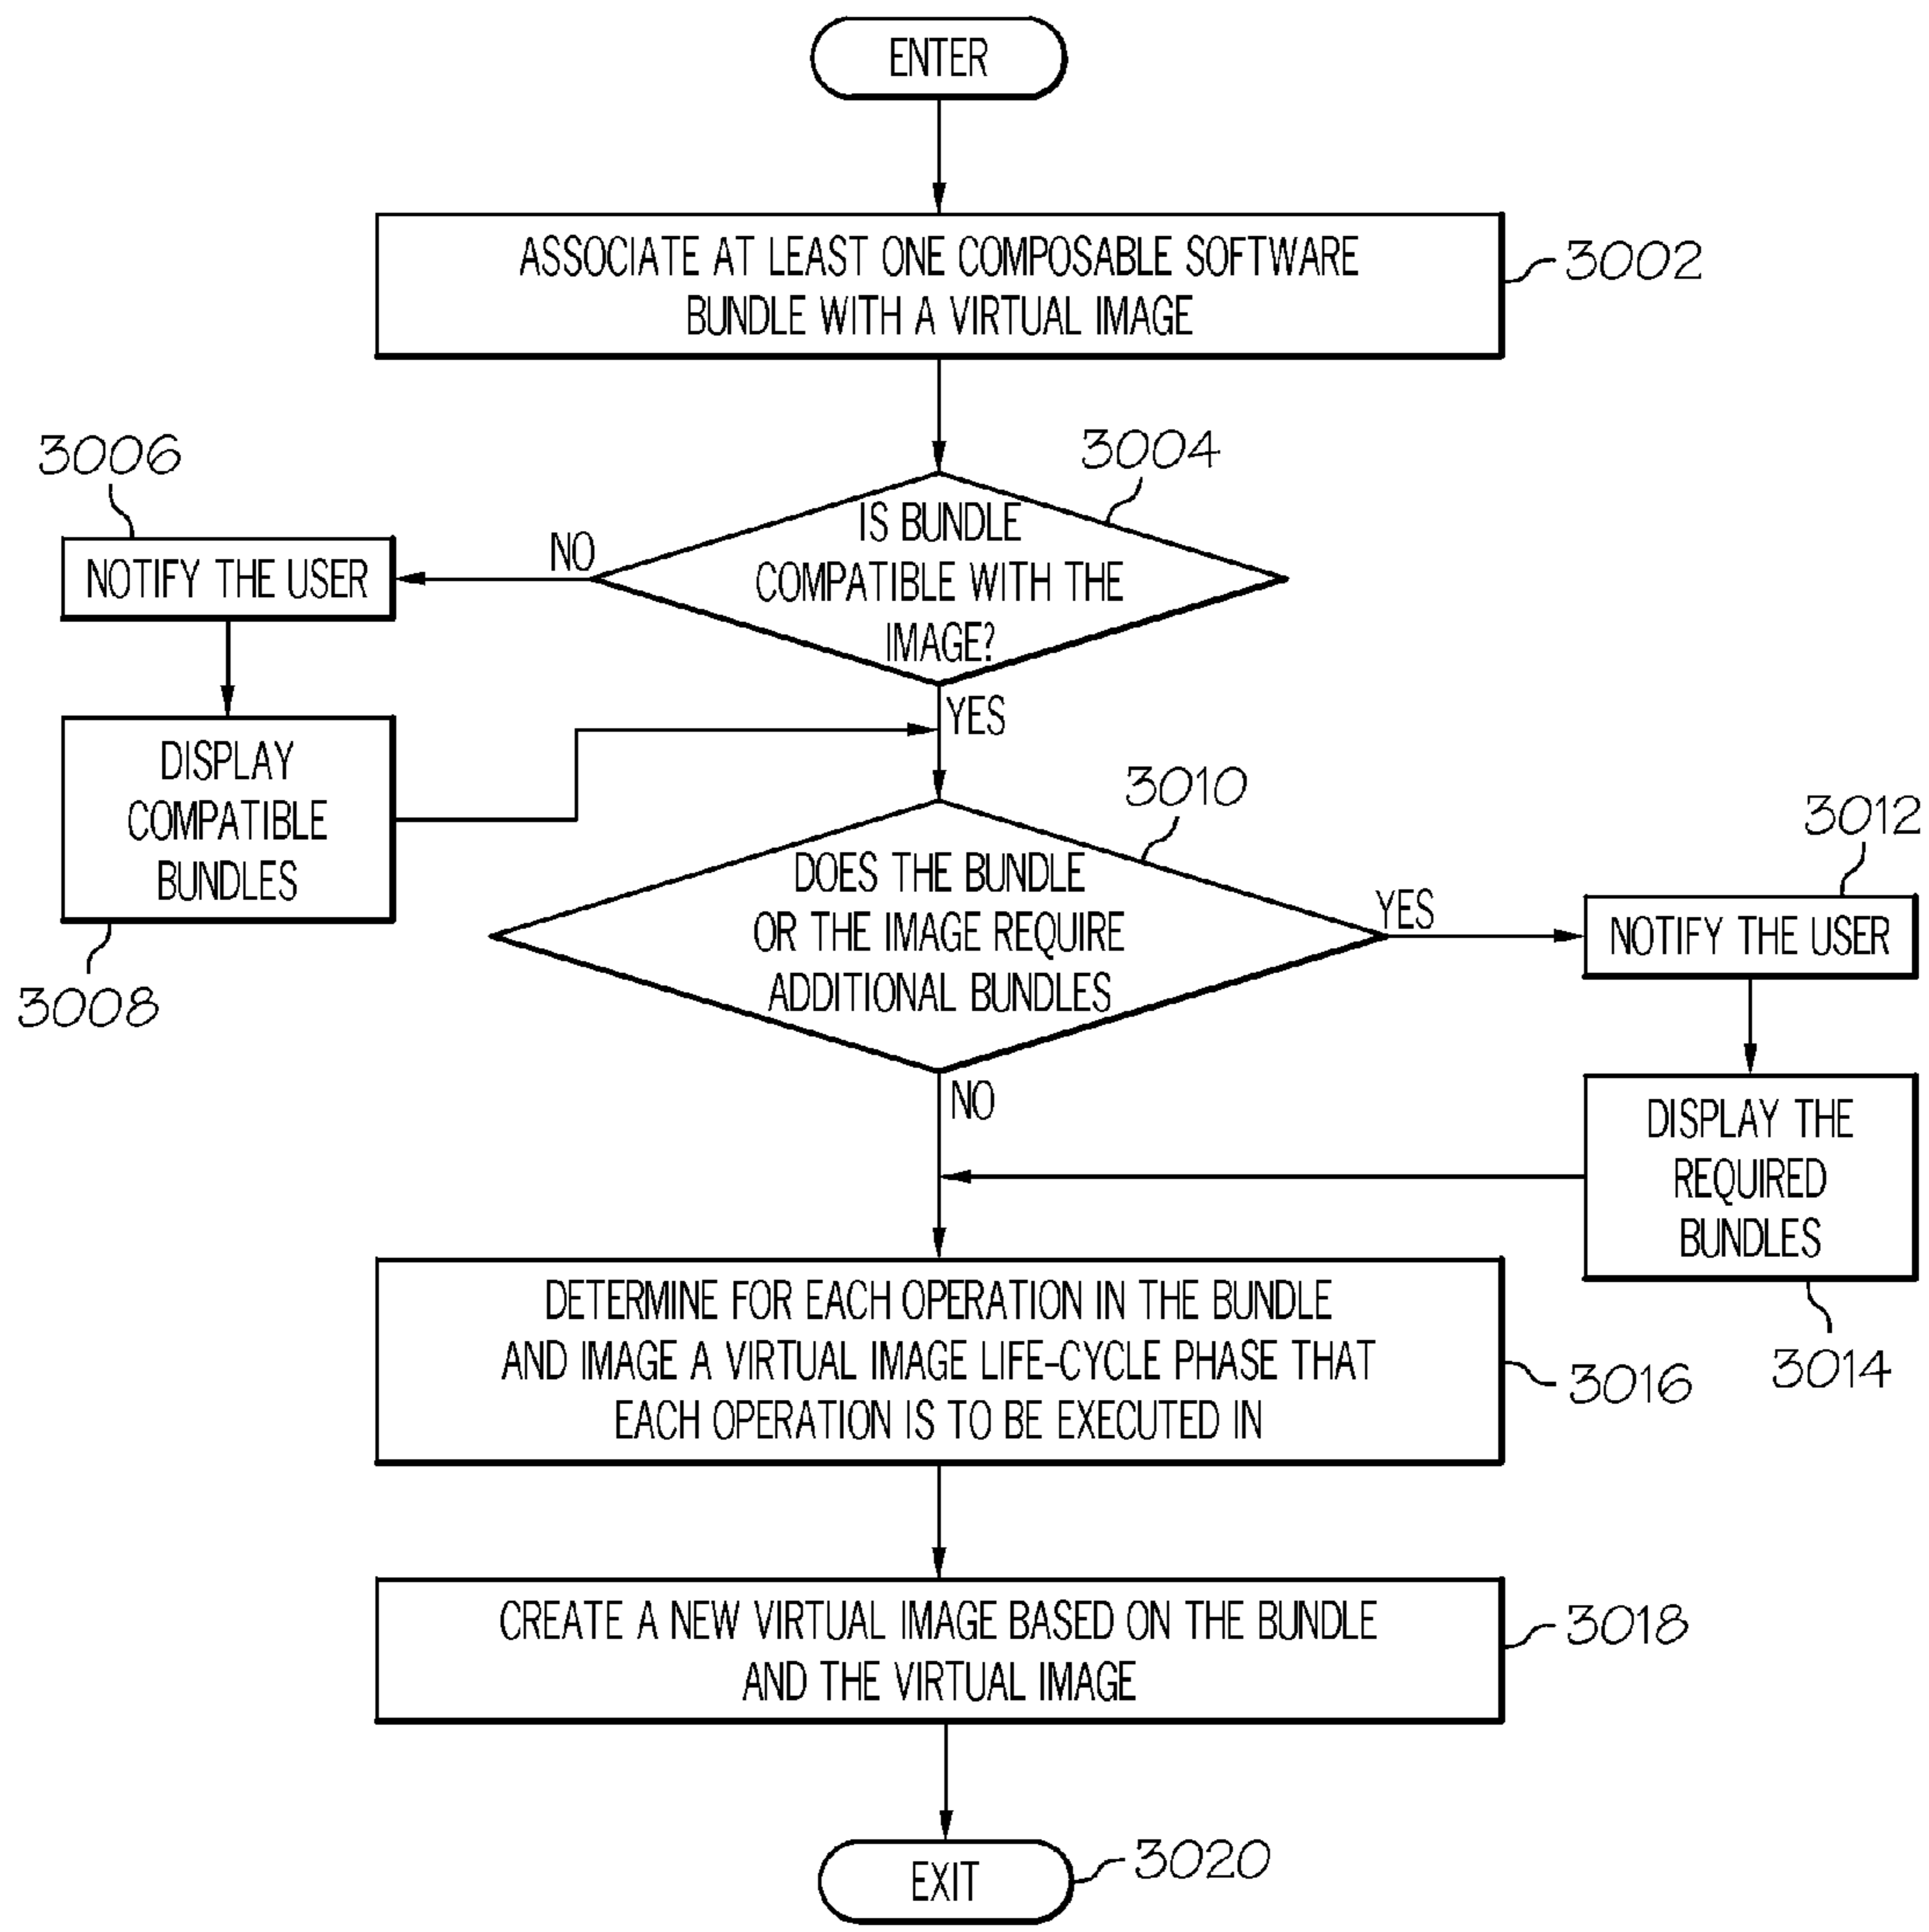 ENTER
ASSOCIATE AT LEAST ONE COMPOSABLE SOFTWARE
BUNDLE WITH A VIRTUAL IMAGE
3002
3004
IS BUNDLE
COMPATIBLE WITH THE
IMAGE?
NO
3006
NOTIFY THE USER
DISPLAY
COMPATIBLE
BUNDLES
3008
YES
3010
DOES THE BUNDLE
OR THE IMAGE REQUIRE
ADDITIONAL BUNDLES
YES
3012
NOTIFY THE USER
DISPLAY THE
REQUIRED
BUNDLES
3014
NO
DETERMINE FOR EACH OPERATION IN THE BUNDLE
AND IMAGE A VIRTUAL IMAGE LIFE-CYCLE PHASE THAT
EACH OPERATION IS TO BE EXECUTED IN
3016
CREATE A NEW VIRTUAL IMAGE BASED ON THE BUNDLE
AND THE VIRTUAL IMAGE
3018
EXIT
3020